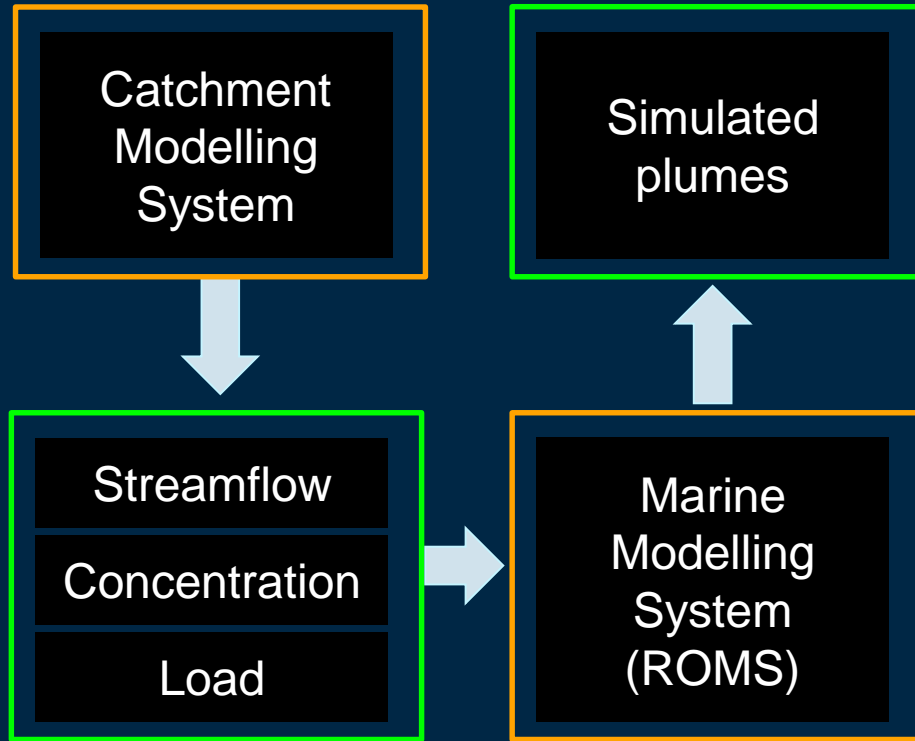 Catchment
Modelling
System
Simulated
plumes
Streamflow
Concentration
Load
Marine
Modelling
System
(ROMS)